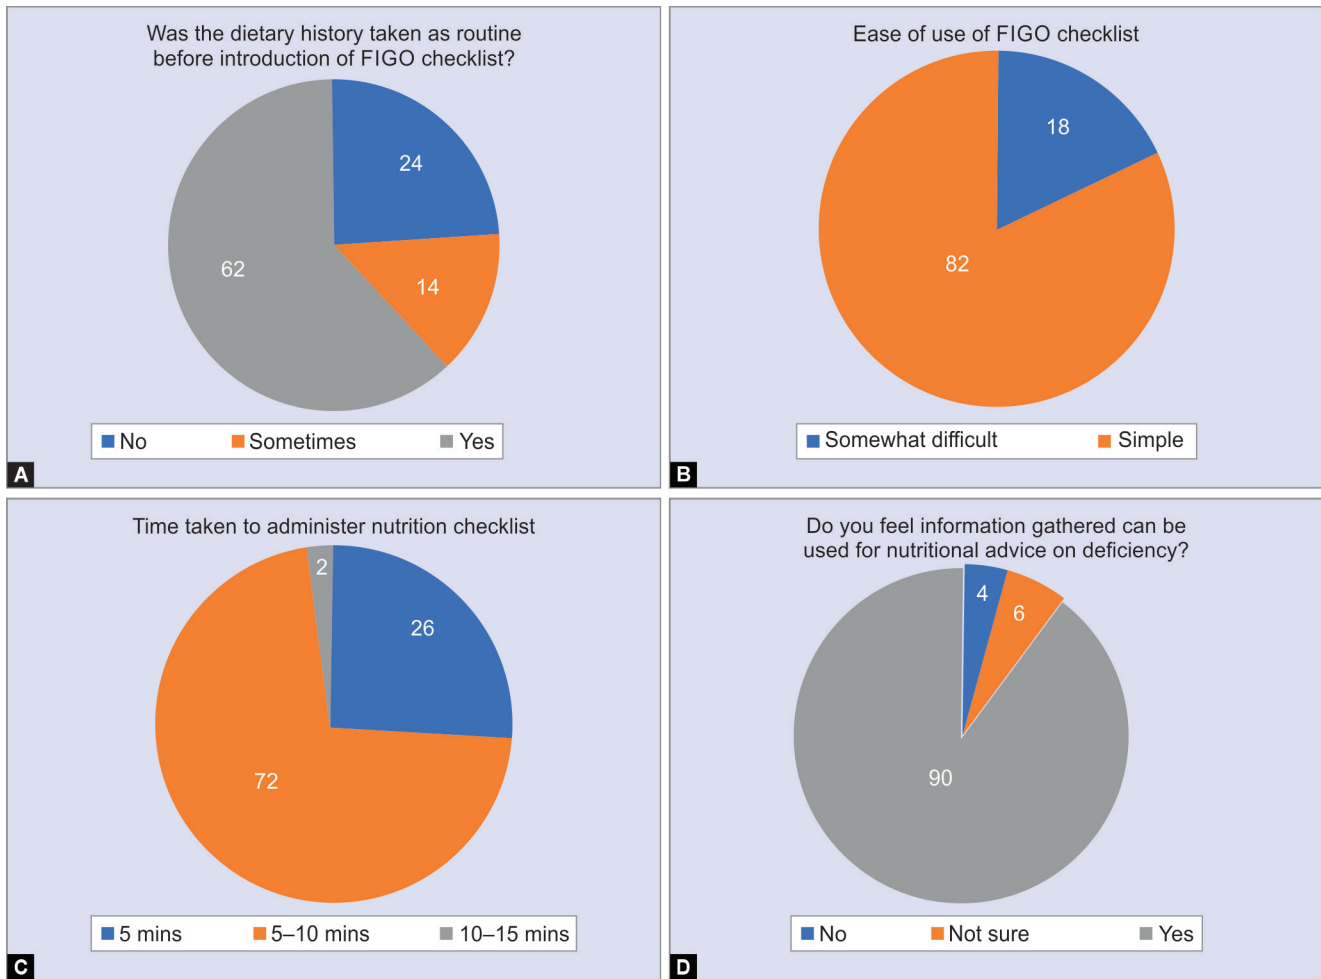 Was the dietary history taken as routine
before introduction of FIGO checklist?
24
14
62
No Sometimes Yes
A
Ease of use of FIGO checklist
18
82
Somewhat difficult Simple
B
Time taken to administer nutrition checklist
2
26
72
5 mins 5–10 mins 10–15 mins
C
Do you feel information gathered can be
used for nutritional advice on deficiency?
4
6
90
No Not sure Yes
D